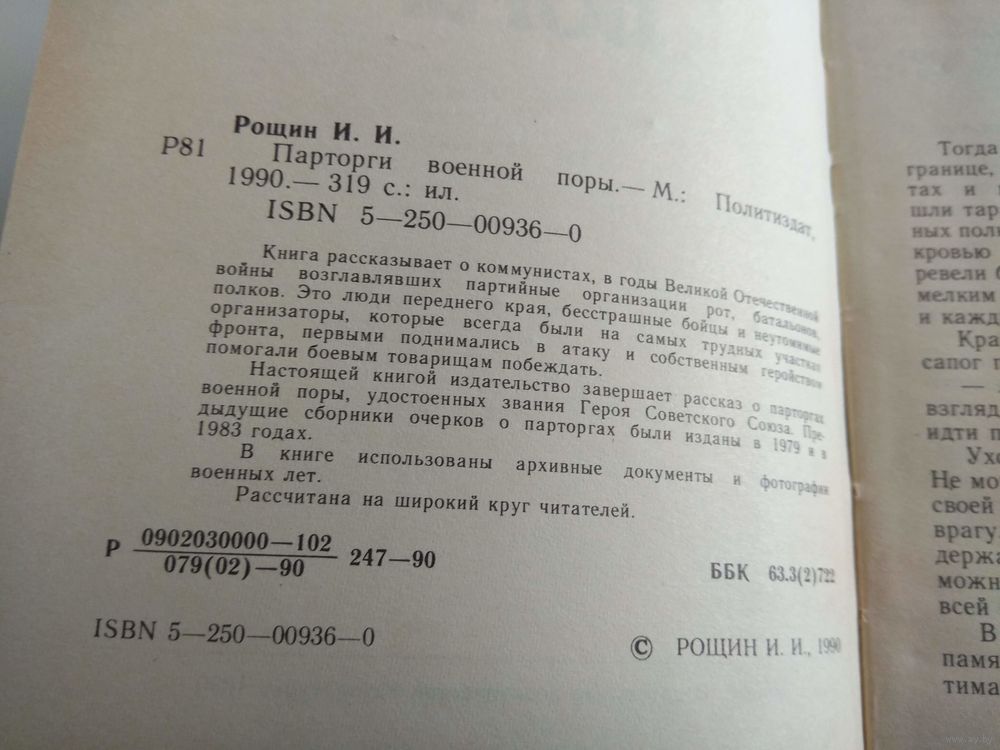 Рощин И. И.
Р81 Парторги военной поры.— М.: Политиздат,
1990.— 319 с.: ил.
ISBN 5—250—00936—0
Книга рассказывает о коммунистах, в годы Великой Отечественной
войны возглавлявших партийные организации рот, батальонов,
полков. Это люди переднего края, бесстрашные бойцы и неутомимые
организаторы, которые всегда были на самых трудных участках
фронта, первыми поднимались в атаку и собственным геройством
помогали боевым товарищам побеждать.
Настоящей книгой издательство завершает рассказ о парторгах
военной поры, удостоенных звания Героя Советского Союза. Пре-
дыдущие сборники очерков о парторгах были изданы в 1979 и в
1983 годах.
В книге использованы архивные документы и фотографии
военных лет.
Рассчитана на широкий круг читателей.
Р 0902030000—102
079(02)—90 247—90
ББК 63.3(2)722
ISBN 5—250—00936—0
© РОЩИН И. И., 1990
Тогда
границе,
тах и
шли тар
ных пол
кровью
ревели б
мелким
и кажд
Кра
сапог п
—
взгляд
идти п
Ухо
Не мо
своей
врагу
держа
можн
всей
В
памя
тима
www.ay.by